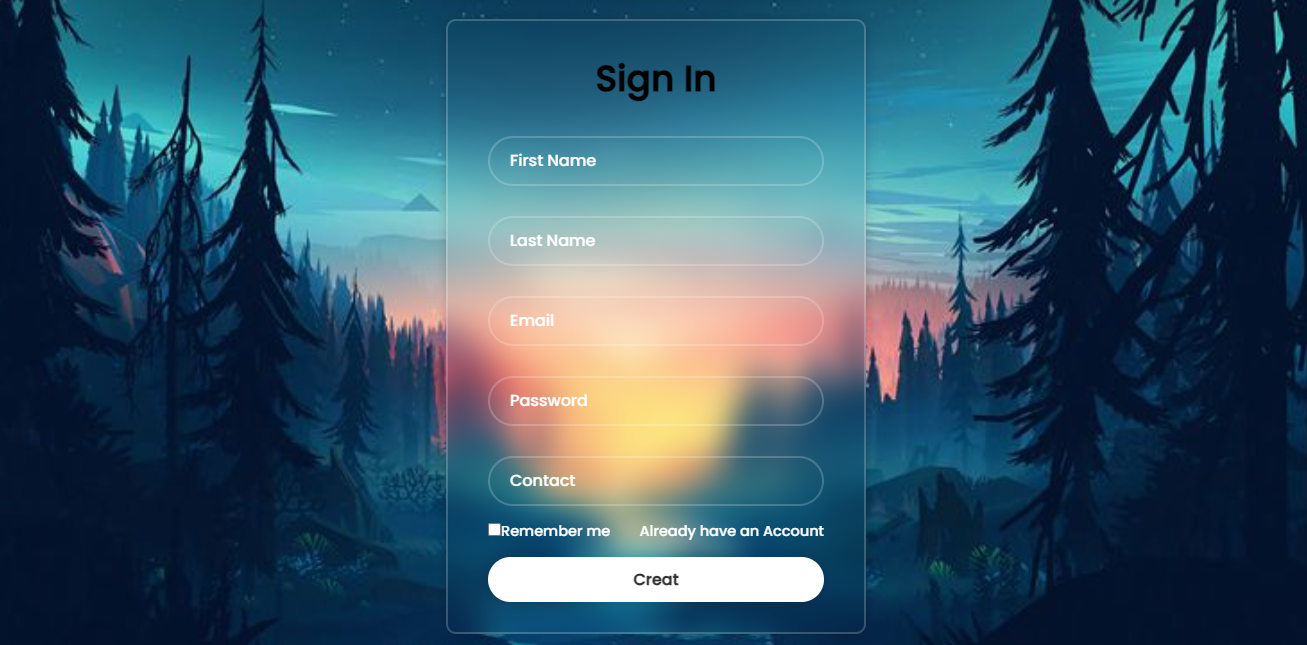 Sign In
First Name
Last Name
Email
Password
Contact
Remember me Already have an Account
Creat